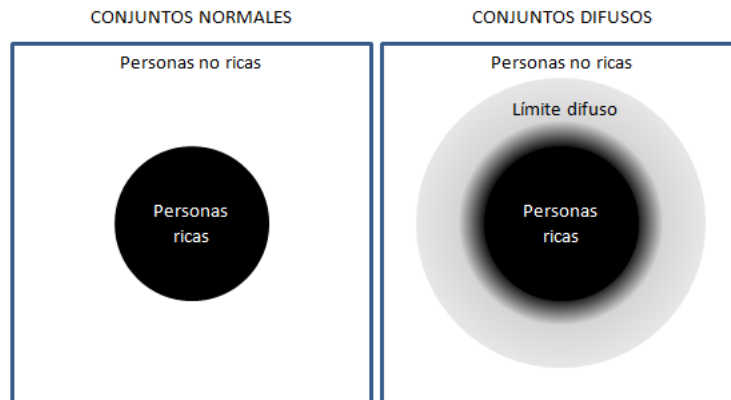 CONJUNTOS NORMALES
Personas no ricas
Personas
ricas
CONJUNTOS DIFUSOS
Personas no ricas
Límite difuso
Personas
ricas